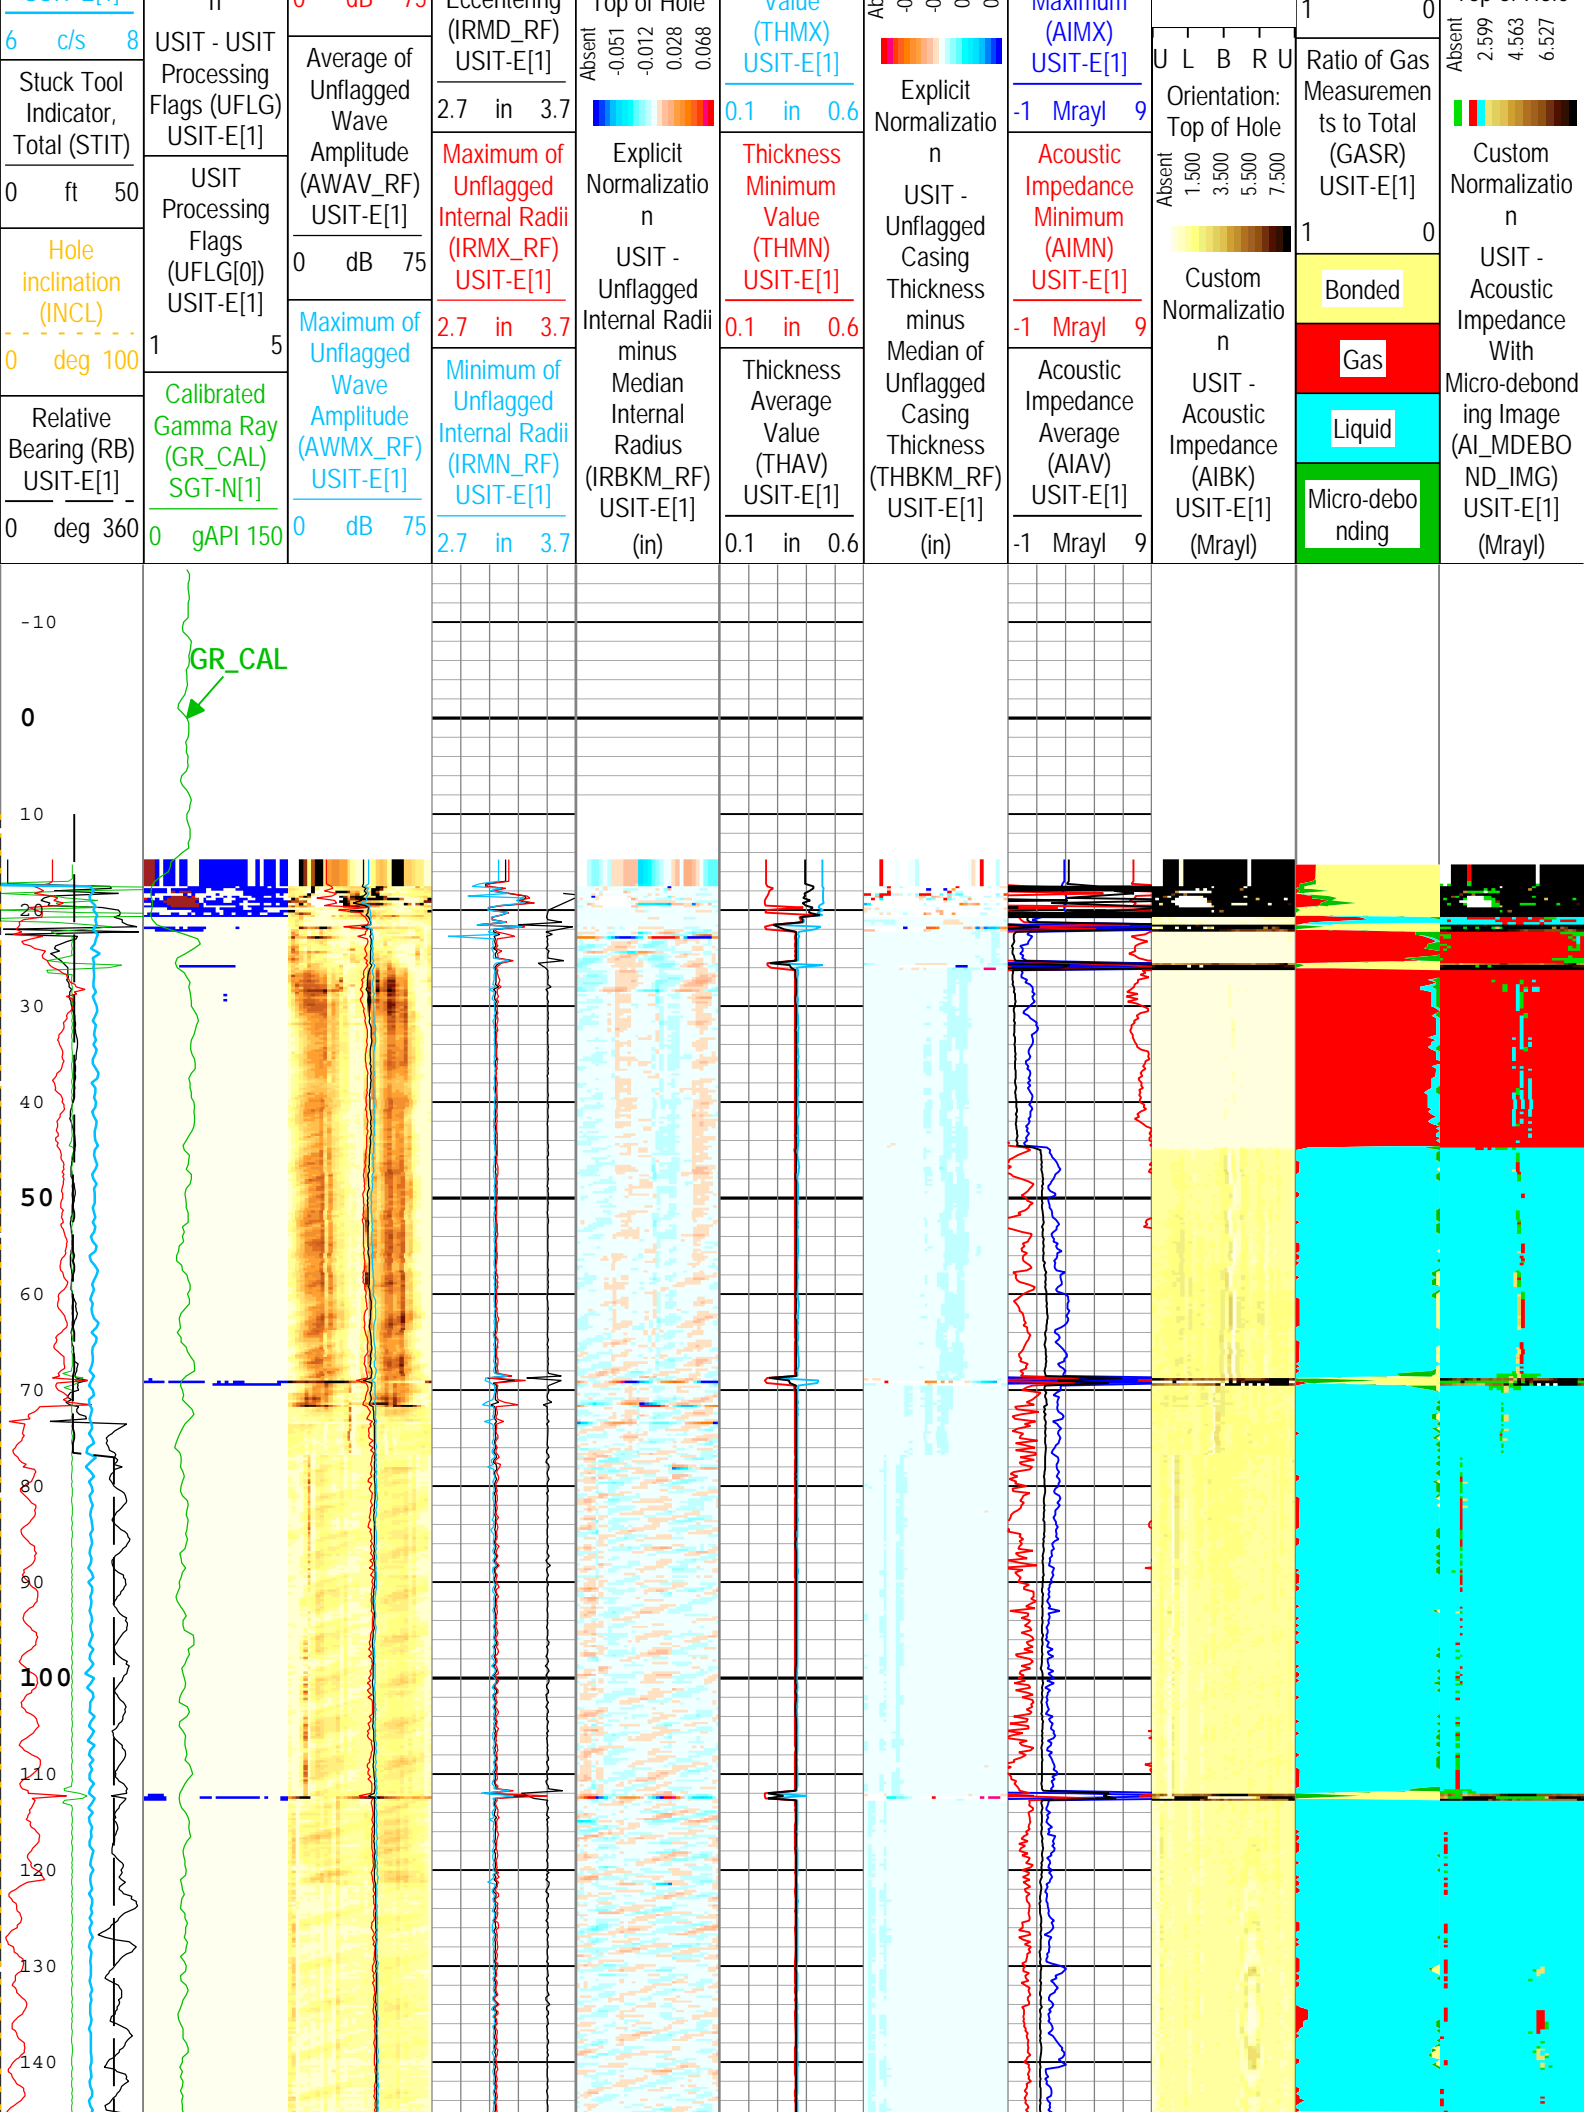 6 c/s 8
Stuck Tool
Indicator,
Total (STIT)
0 ft 50
Hole
inclination
(INCL)
0 deg 100
Relative
Bearing (RB)
USIT-E[1]
0 deg 360
n
USIT - USIT
Processing
Flags (UFLG)
USIT-E[1]
USIT
Processing
Flags
(UFLG[0])
USIT-E[1]
1 5
Calibrated
Gamma Ray
(GR_CAL)
SGT-N[1]
0 gAPI 150
0 dB 75
Average of
Unflagged
Wave
Amplitude
(AWAV_RF)
USIT-E[1]
0 dB 75
Maximum of
Unflagged
Wave
Amplitude
(AWMX_RF)
USIT-E[1]
0 dB 75
Eccentering
(IRMD_RF)
USIT-E[1]
2.7 in 3.7
Maximum of
Unflagged
Internal Radii
(IRMX_RF)
USIT-E[1]
2.7 in 3.7
Minimum of
Unflagged
Internal Radii
(IRMN_RF)
USIT-E[1]
2.7 in 3.7
Top of Hole
Absent
-0.051
-0.012
0.028
0.068
Explicit
Normalizatio
n
USIT -
Unflagged
Internal Radii
minus
Median
Internal
Radius
(IRBKM_RF)
USIT-E[1]
(in)
Value
(THMX)
USIT-E[1]
0.1 in 0.6
Thickness
Minimum
Value
(THMN)
USIT-E[1]
0.1 in 0.6
Thickness
Average
Value
(THAV)
USIT-E[1]
0.1 in 0.6
Explicit
Normalizatio
n
USIT -
Unflagged
Casing
Thickness
minus
Median of
Unflagged
Casing
Thickness
(THBKM_RF)
USIT-E[1]
(in)
Maximum
(AIMX)
USIT-E[1]
-1 Mrayl 9
Acoustic
Impedance
Minimum
(AIMN)
USIT-E[1]
-1 Mrayl 9
Acoustic
Impedance
Average
(AIAV)
USIT-E[1]
-1 Mrayl 9
U L B R U
Orientation:
Top of Hole
Absent
1.500
3.500
5.500
7.500
Custom
Normalizatio
n
USIT -
Acoustic
Impedance
(AIBK)
USIT-E[1]
(Mrayl)
1 0
Ratio of Gas
Measuremen
ts to Total
(GASR)
USIT-E[1]
1 0
Bonded
Gas
Liquid
Micro-debo
nding
Absent
2.599
4.563
6.527
Custom
Normalizatio
n
USIT -
Acoustic
Impedance
With
Micro-debond
ing Image
(AI_MDEBO
ND_IMG)
USIT-E[1]
(Mrayl)
-10
GR_CAL
0
10
20
30
40
50
60
70
80
90
100
110
120
130
140